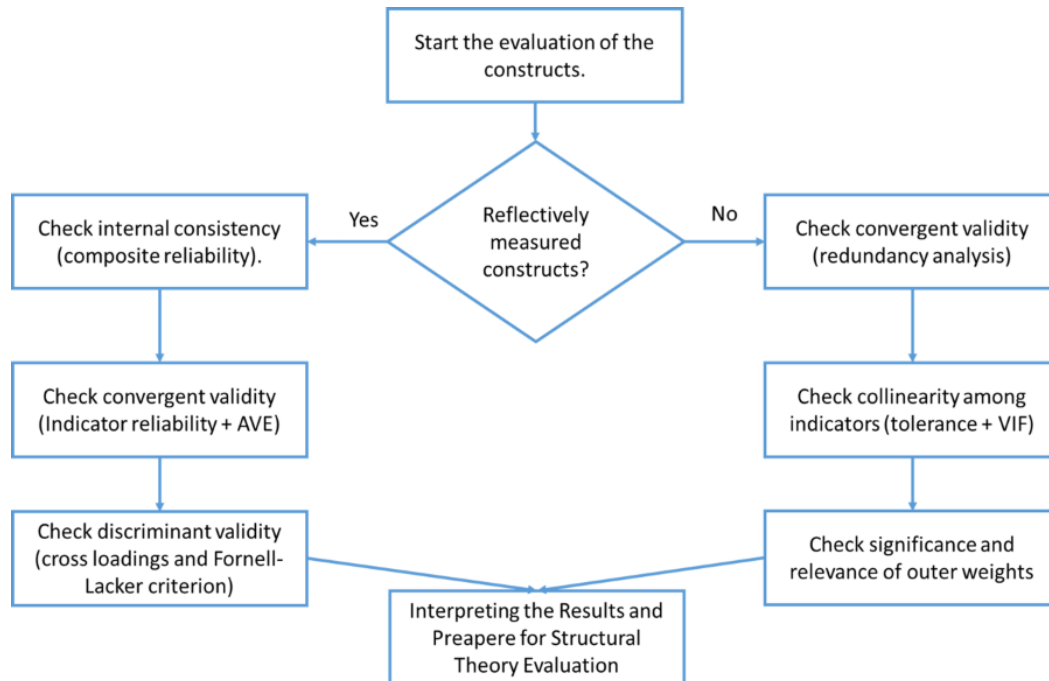 Start the evaluation of the
constructs.
Yes
Reflectively
measured
constructs?
No
Check internal consistency
(composite reliability).
Check convergent validity
(redundancy analysis)
Check convergent validity
(Indicator reliability + AVE)
Check collinearity among
indicators (tolerance + VIF)
Check discriminant validity
(cross loadings and Fornell-
Lacker criterion)
Check significance and
relevance of outer weights
Interpreting the Results and
Preapere for Structural
Theory Evaluation